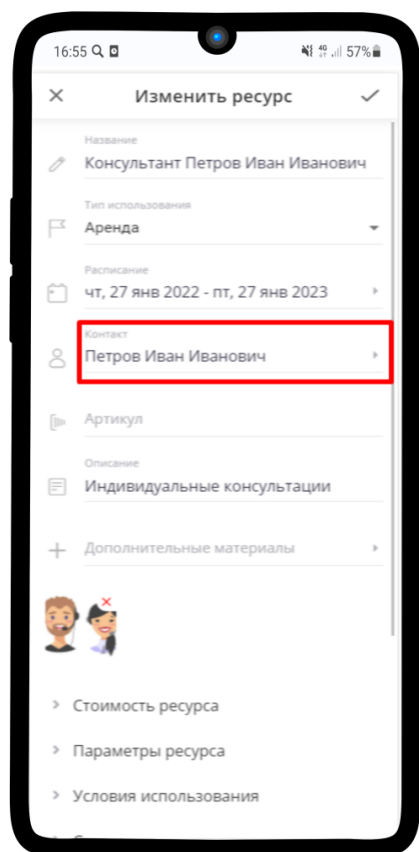 16:55
4G 57%
Изменить ресурс
Название
Консультант Петров Иван Иванович
Тип использования
Аренда
Расписание
чт, 27 янв 2022 - пт, 27 янв 2023
Контакт
Петров Иван Иванович
Артикул
Описание
Индивидуальные консультации
Дополнительные материалы
Стоимость ресурса
Параметры ресурса
Условия использования